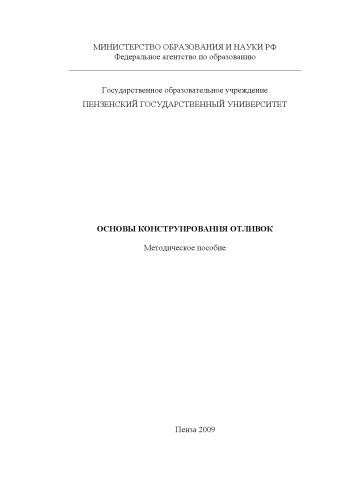 МИНИСТЕРСТВО ОБРАЗОВАНИЯ И НАУКИ РФ
Федеральное агентство по образованию
Государственное образовательное учреждение
ПЕНЗЕНСКИЙ ГОСУДАРСТВЕННЫЙ УНИВЕРСИТЕТ
ОСНОВЫ КОНСТРУИРОВАНИЯ ОТЛИВОК
Методическое пособие
Пенза 2009